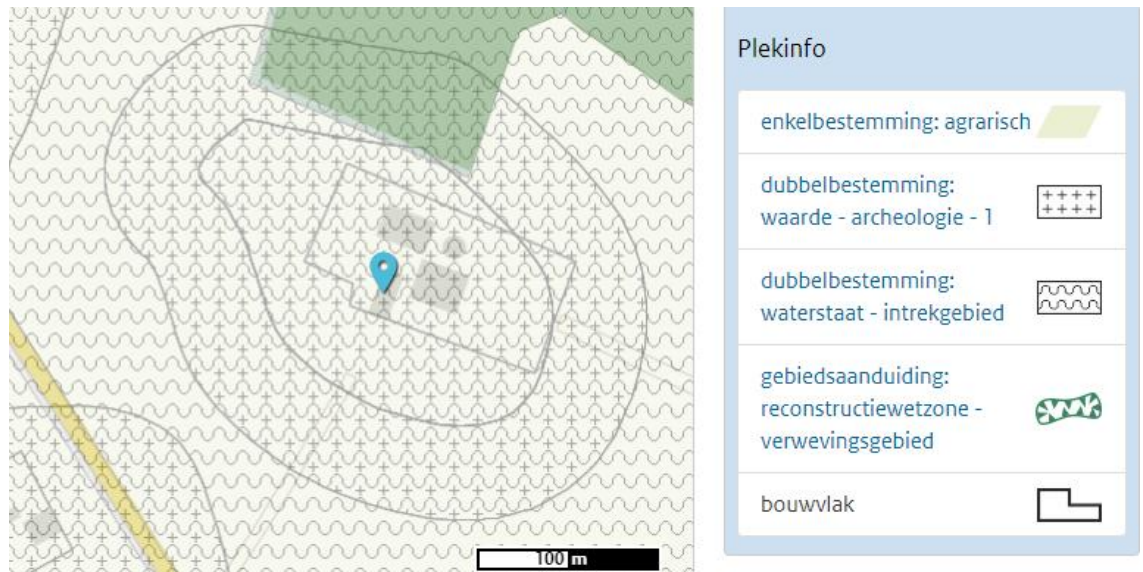 Plekinfo
enkelbestemming: agrarisch
dubbelbestemming:
waarde - archeologie - 1
dubbelbestemming:
waterstaat - intrekgebied
gebiedsaanduiding:
reconstructiewetzone -
verwevingsgebied
bouwvlak
100 m